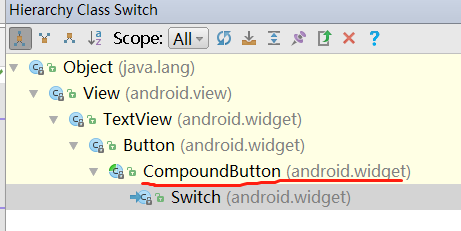 Hierarchy Class Switch
Scope: All
Object (java.lang)
View (android.view)
TextView (android.widget)
Button (android.widget)
CompoundButton (android.widget)
Switch (android.widget)